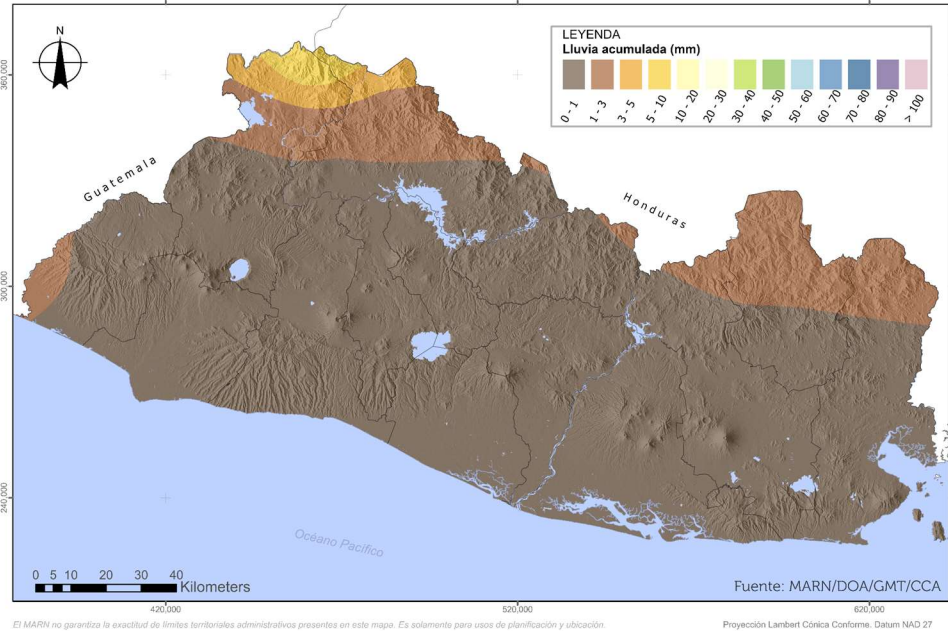 N
LEYENDA
Lluvia acumulada (mm)
0 - 1
1 - 3
3 - 5
5 - 10
10 - 20
20 - 30
30 - 40
40 - 50
50 - 60
60 - 70
70 - 80
80 - 90
> 100
360,000
Guatemala
Honduras
300,000
240,000
Océano Pacífico
0 5 10 20 30 40
Kilometers
Fuente: MARN/DOA/GMT/CCA
420,000 520,000 620,000
El MARN no garantiza la exactitud de límites territoriales administrativos presentes en este mapa. Es solamente para usos de planificación y ubicación.
Proyección Lambert Cónica Conforme. Datum NAD 27